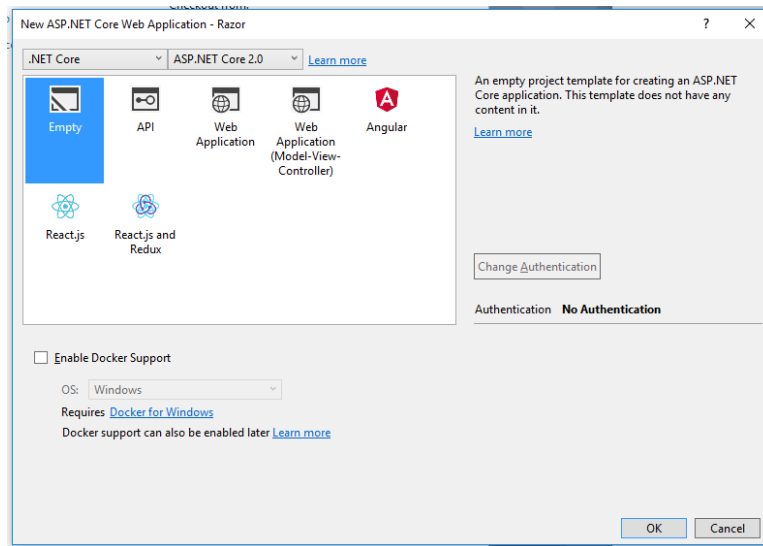 Checkout from:
New ASP.NET Core Web Application - Razor
?
.NET Core
ASP.NET Core 2.0
Learn more
Empty
API
Web
Application
Web
Application
(Model-View-
Controller)
Angular
React.js
React.js and
Redux
An empty project template for creating an ASP.NET
Core application. This template does not have any
content in it.
Learn more
Change Authentication
Authentication No Authentication
Enable Docker Support
OS: Windows
Requires Docker for Windows
Docker support can also be enabled later Learn more
OK
Cancel